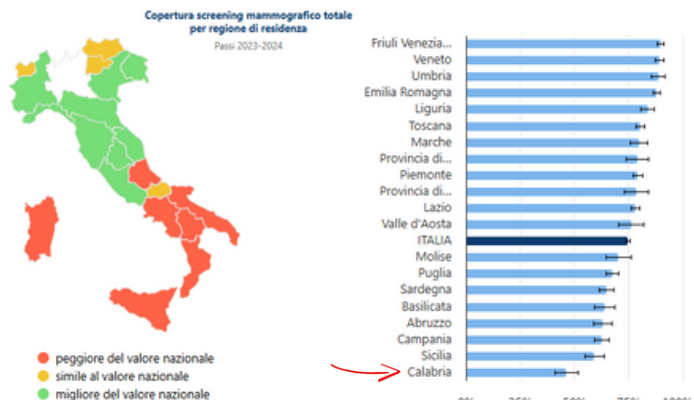 Copertura screening mammografico totale
per regione di residenza
Passi 2023-2024
peggiore del valore nazionale
simile al valore nazionale
migliore del valore nazionale
Friuli Venezia...
Veneto
Umbria
Emilia Romagna
Liguria
Toscana
Marche
Provincia di...
Piemonte
Provincia di...
Lazio
Valle d'Aosta
ITALIA
Molise
Puglia
Sardegna
Basilicata
Abruzzo
Campania
Sicilia
Calabria